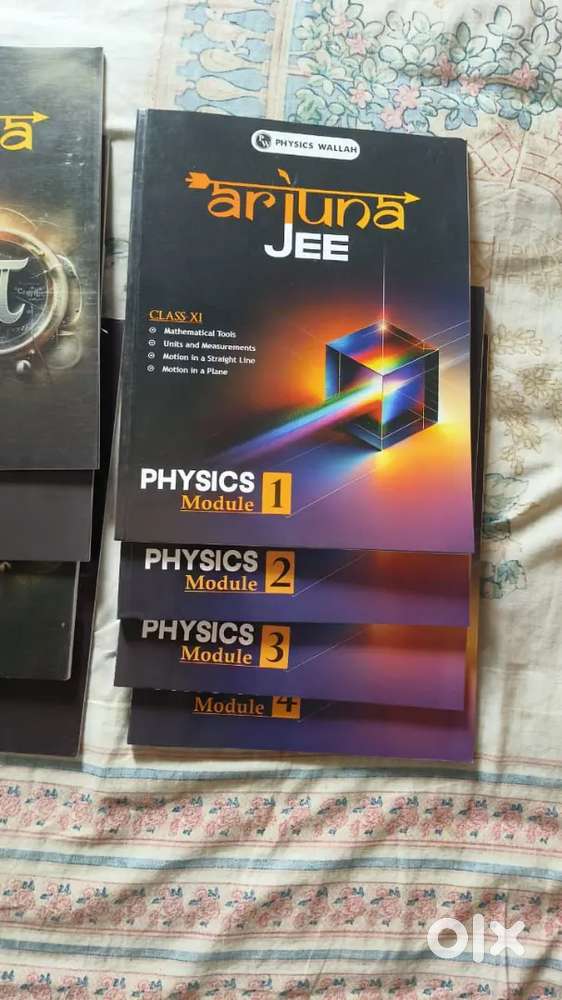 a
π
PW PHYSICS WALLAH
arjuna
JEE
CLASS XI
Mathematical Tools
Units and Measurements
Motion in a Straight Line
Motion in a Plane
PHYSICS
Module 1
PHYSICS
Module 2
PHYSICS
Module 3
Module 4
olx